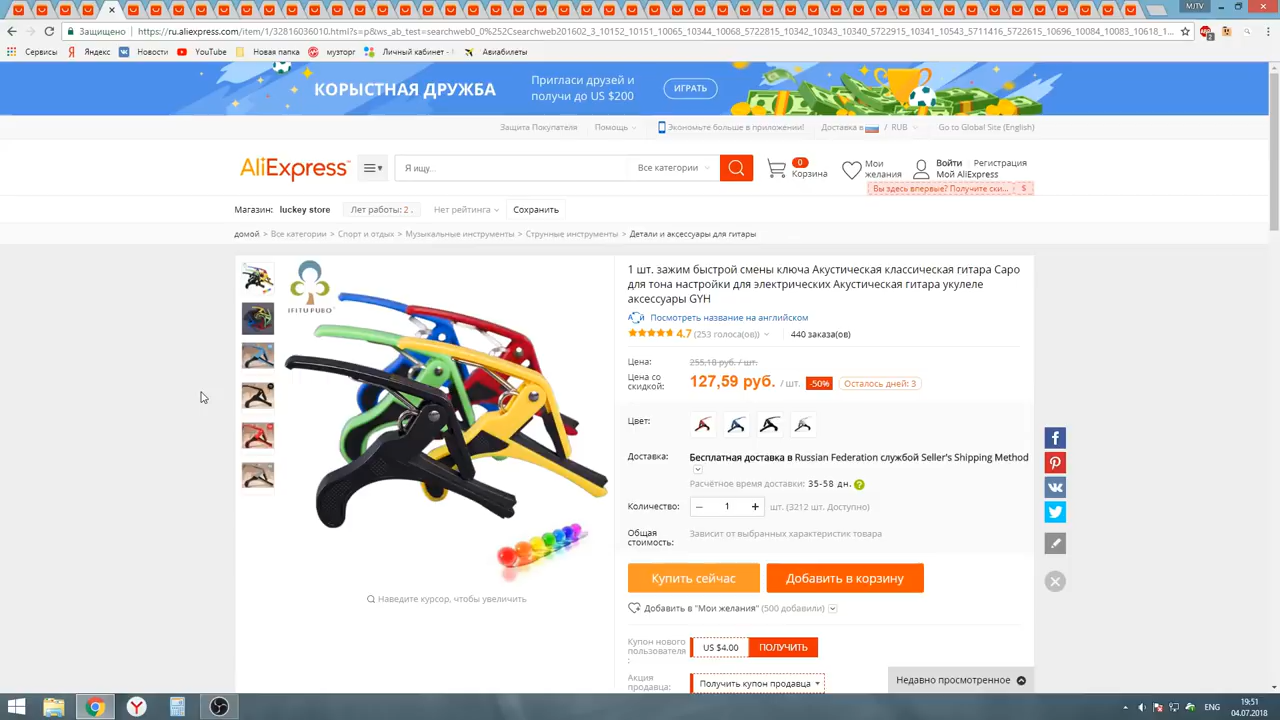 M.ITV
Защищено
https://ru.aliexpress.com/item/1/32816036010.html?s=p&ws_ab_test=searchweb0_0%252Csearchweb201602_3_10152_10151_10065_10344_10068_5722815_10342_10343_10340_5722915_10341_10543_5711416_5722615_10696_10084_10083_10618_1...
Сервисы
Яндекс
Новости
YouTube
Новая папка
музторг
Личный кабинет -
Авиабилеты
КОРЫСТНАЯ ДРУЖБА
Пригласи друзей и
получи до US $200
ИГРАТЬ
Защита Покупателя
Помощь
Экономьте больше в приложении!
Доставка в / RUB
Go to Global Site (English)
AliExpress
Я ищу...
Все категории
0
Корзина
Мои
желания
Войти Регистрация
Мой AliExpress
Вы здесь впервые? Получите ски... $
Магазин: luckey store
Лет работы: 2 .
Нет рейтинга
Сохранить
домой > Все категории > Спорт и отдых > Музыкальные инструменты > Струнные инструменты > Детали и аксессуары для гитары
IFITUFUBO
1 шт. зажим быстрой смены ключа Акустическая классическая гитара Capo
для тона настройки для электрических Акустическая гитара укулеле
аксессуары GYH
Посмотреть название на английском
4.7 (253 голоса(ов))
440 заказа(ов)
Цена: 255,18 руб. / шт.
Цена со
скидкой:
127,59 руб. / шт. -50% Осталось дней: 3
Цвет:
Доставка: Бесплатная доставка в Russian Federation службой Seller's Shipping Method
Расчётное время доставки: 35-58 дн. ?
Количество: – 1 + шт. (3212 шт. Доступно)
Общая
стоимость:
Зависит от выбранных характеристик товара
Купить сейчас
Добавить в корзину
Наведите курсор, чтобы увеличить
Добавить в "Мои желания" (500 добавили)
Купон нового
пользователя
:
US $4.00 ПОЛУЧИТЬ
Акция
продавца:
Получить купон продавца
Недавно просмотренное
ENG
19:51
04.07.2018